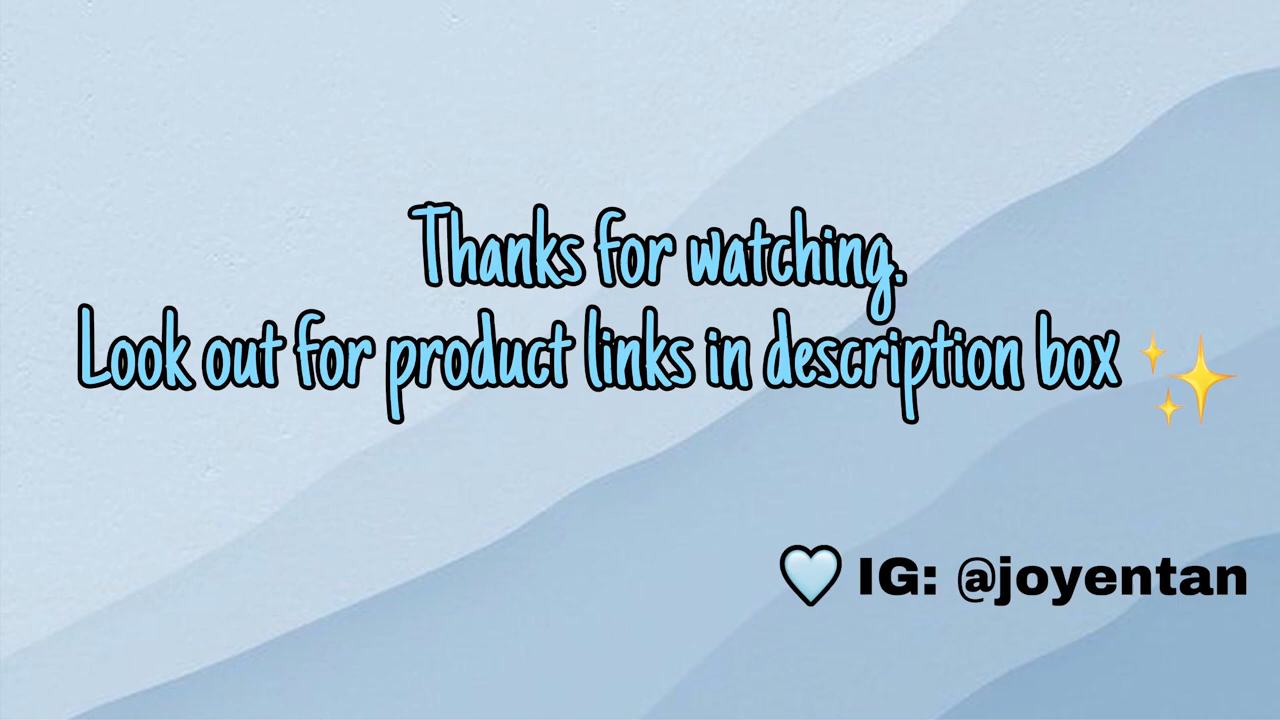 Thanks for watching.
Look out for product links in description box ✨
🩵 IG: @joyentan